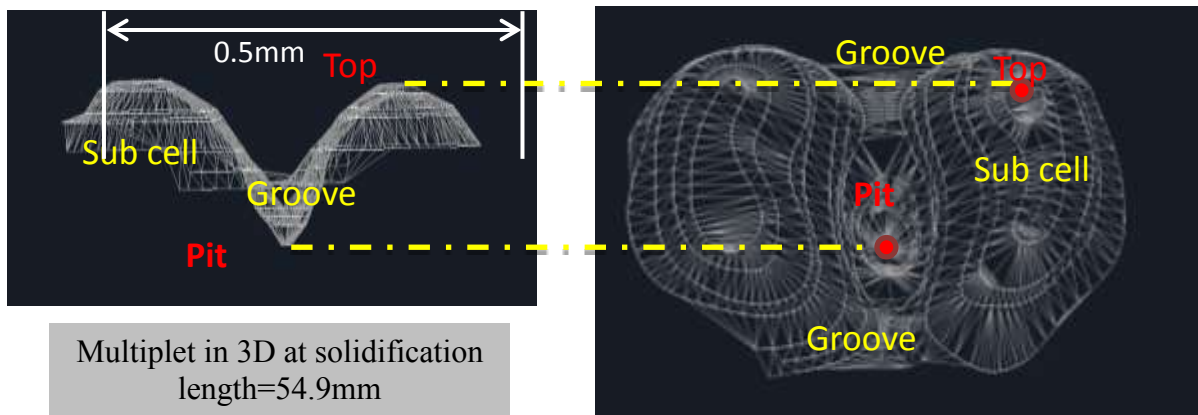 0.5mm
Top
Sub cell
Groove
Pit
Multiplet in 3D at solidification
length=54.9mm
Groove
Top
Sub cell
Pit
Groove